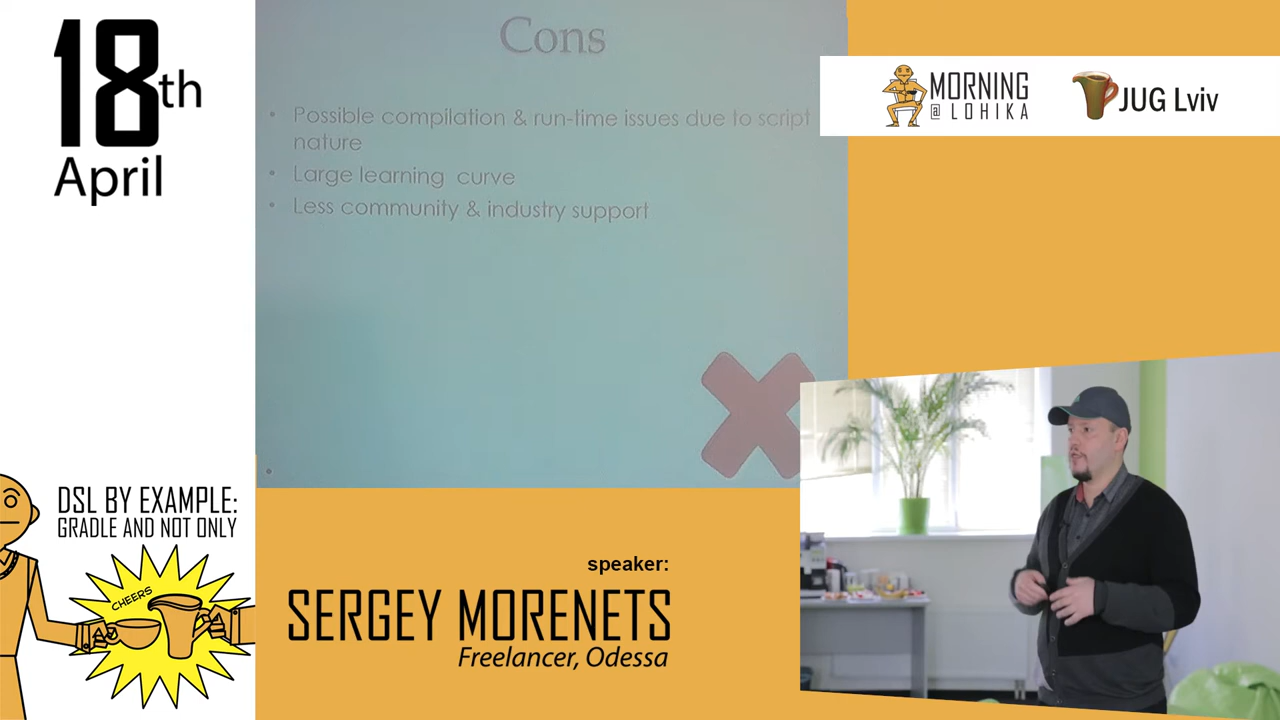 18th
April
Cons
• Possible compilation & run-time issues due to script
nature
• Large learning curve
• Less community & industry support
MORNING
@ LOHIKA
JUG Lviv
DSL BY EXAMPLE:
GRADLE AND NOT ONLY
CHEERS
speaker:
SERGEY MORENETS
Freelancer, Odessa